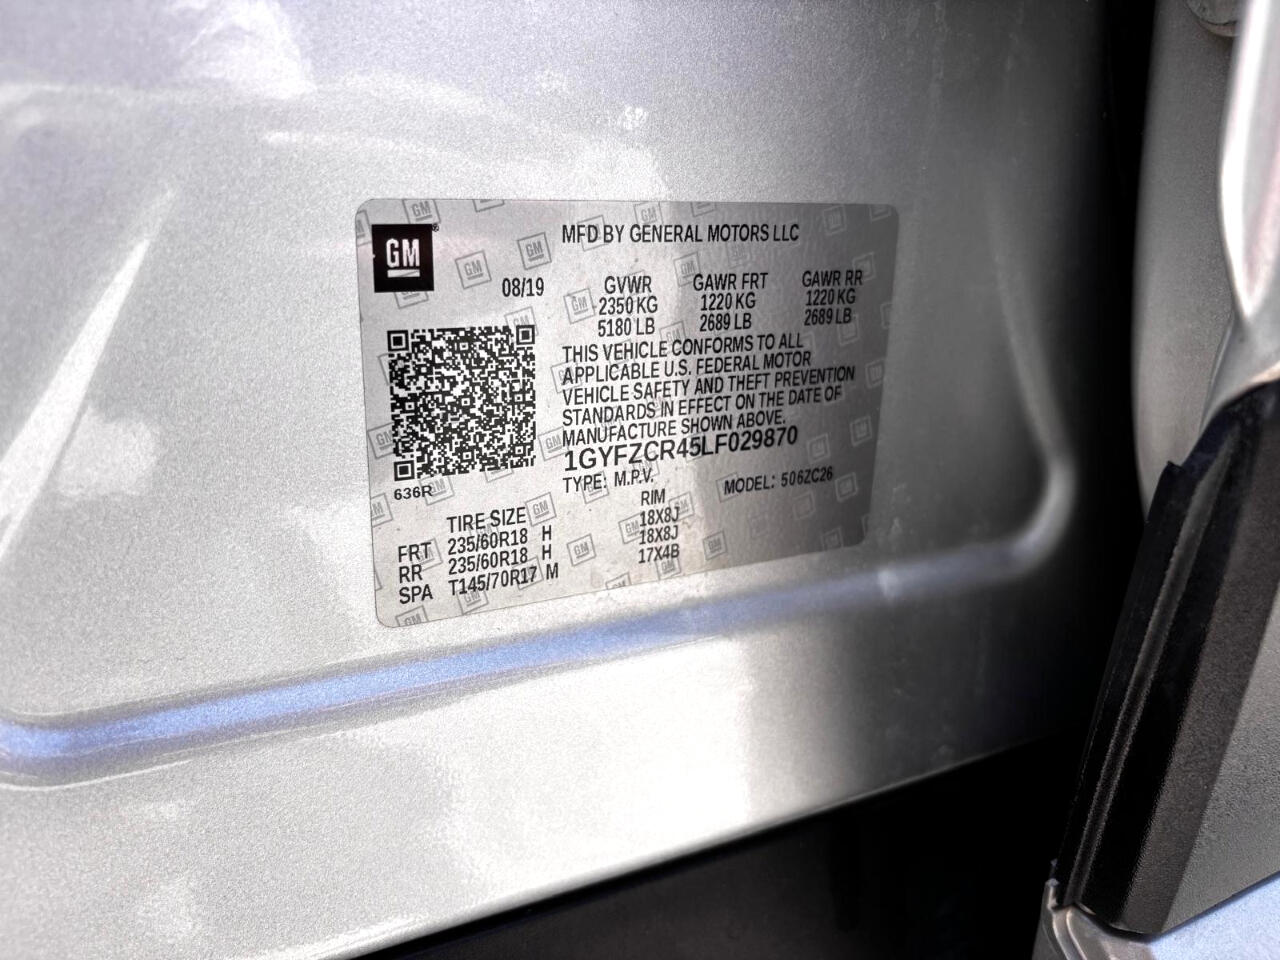 GM
MFD BY GENERAL MOTORS LLC
08/19
GVWR GAWR FRT GAWR RR
2350 KG 1220 KG 1220 KG
5180 LB 2689 LB 2689 LB
THIS VEHICLE CONFORMS TO ALL
APPLICABLE U.S. FEDERAL MOTOR
VEHICLE SAFETY AND THEFT PREVENTION
STANDARDS IN EFFECT ON THE DATE OF
MANUFACTURE SHOWN ABOVE.
1GYFZCR45LF029870
TYPE: M.P.V. MODEL: 506ZC26
636R
TIRE SIZE RIM
FRT 235/60R18 H 18X8J
RR 235/60R18 H 18X8J
SPA T145/70R17 M 17X4B